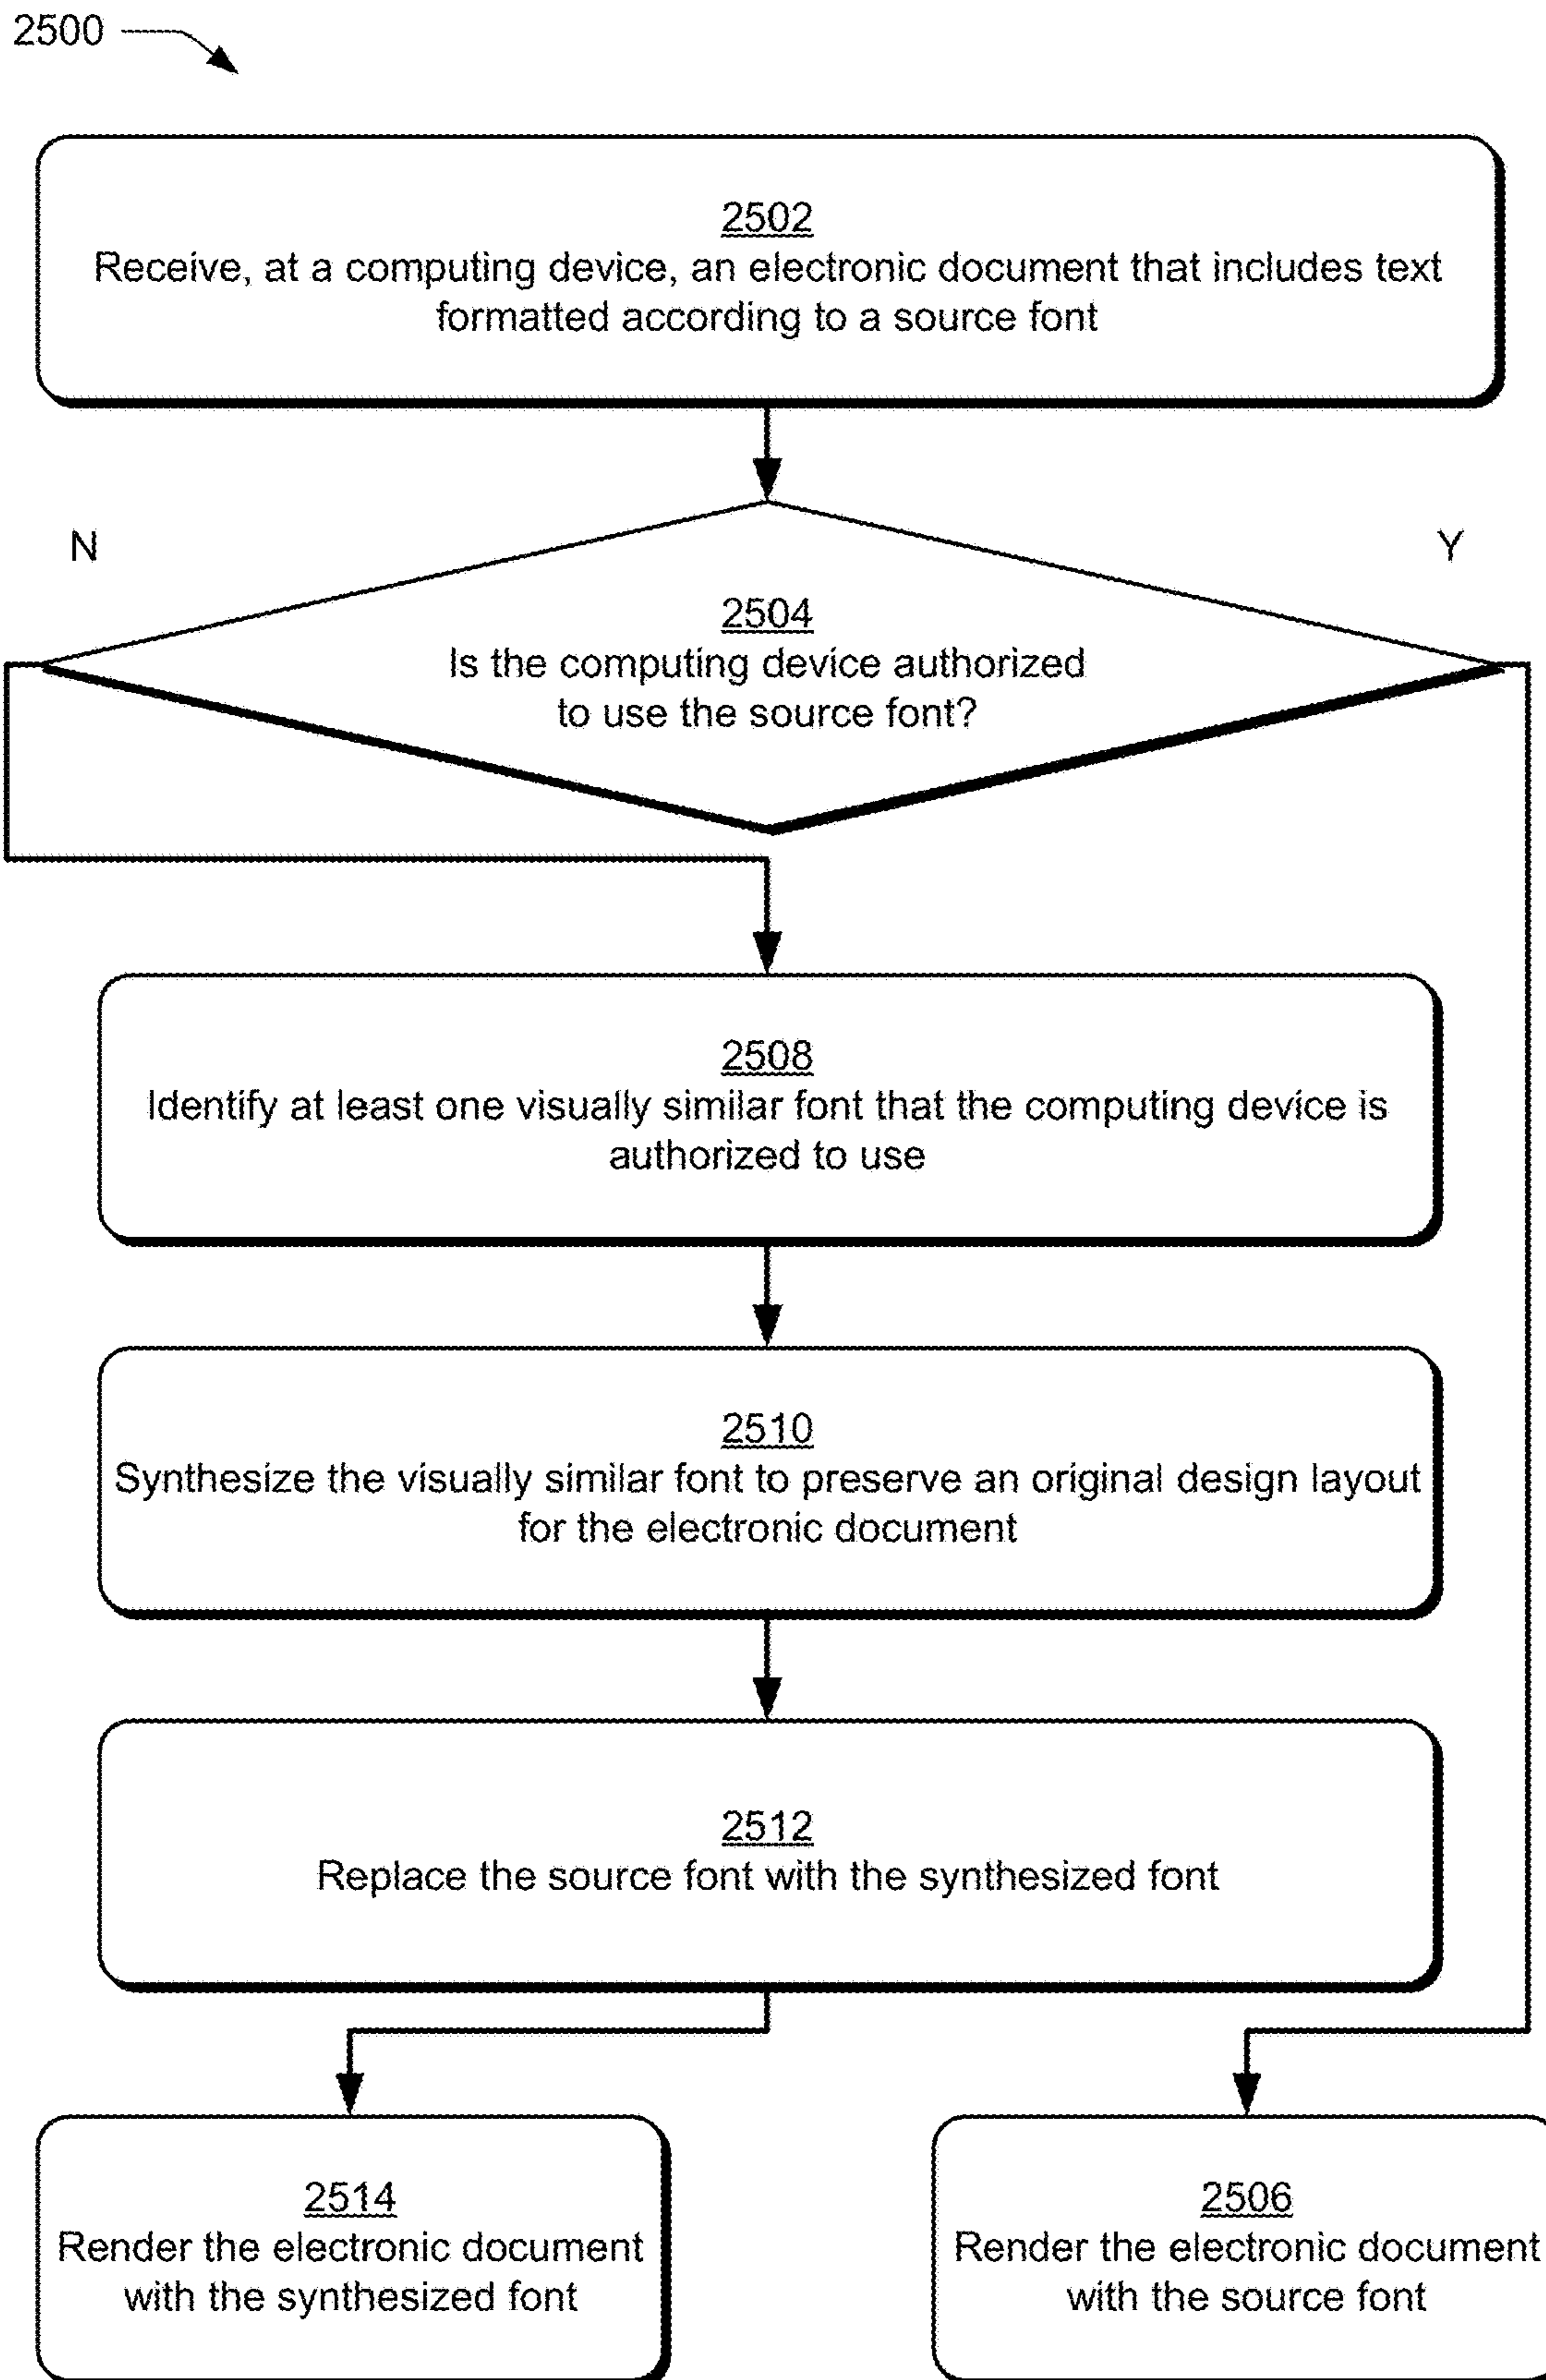 2500
2502
Receive, at a computing device, an electronic document that includes text
formatted according to a source font
N
Y
2504
Is the computing device authorized
to use the source font?
2508
Identify at least one visually similar font that the computing device is
authorized to use
2510
Synthesize the visually similar font to preserve an original design layout
for the electronic document
2512
Replace the source font with the synthesized font
2514
Render the electronic document
with the synthesized font
2506
Render the electronic document
with the source font